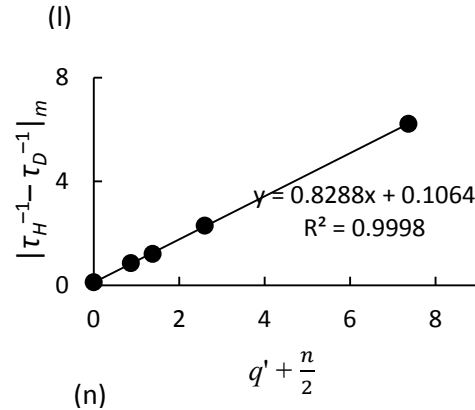 (l)
8
|τ_H⁻¹ – τ_D⁻¹|_m
4
y = 0.8288x + 0.1064
R² = 0.9998
0
0 2 4 6 8
q' + n/2
(n)